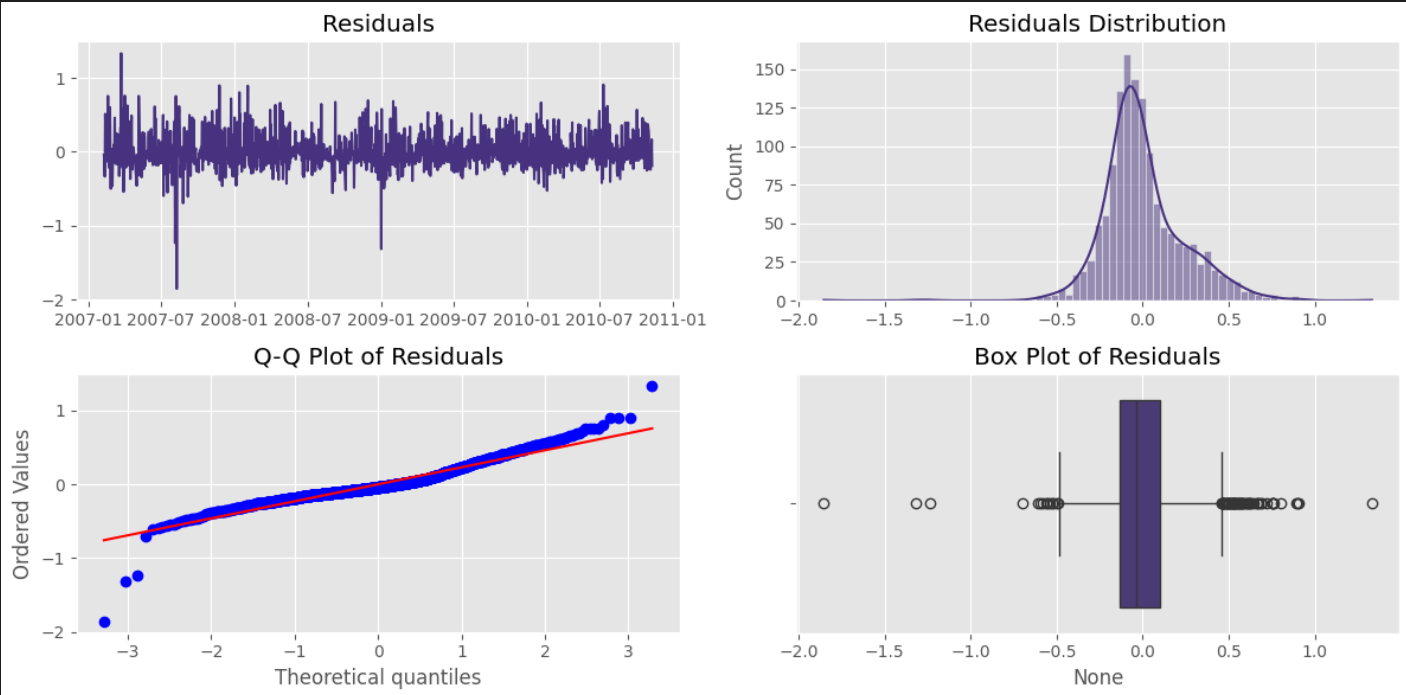 Residuals
1
0
−1
−2
2007-01 2007-07 2008-01 2008-07 2009-01 2009-07 2010-01 2010-07 2011-01
Residuals Distribution
Count
150
125
100
75
50
25
0
−2.0 −1.5 −1.0 −0.5 0.0 0.5 1.0
Q-Q Plot of Residuals
Ordered Values
1
0
−1
−2
−3 −2 −1 0 1 2 3
Theoretical quantiles
Box Plot of Residuals
−2.0 −1.5 −1.0 −0.5 0.0 0.5 1.0
None